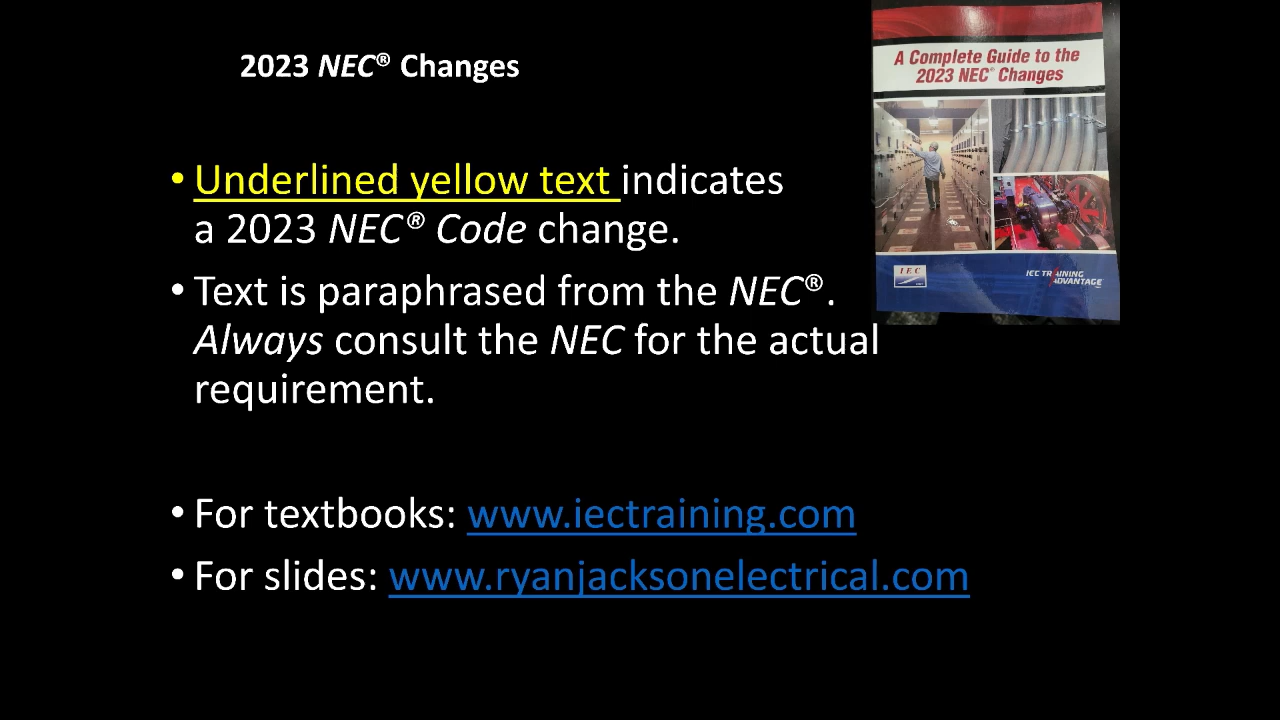 2023 NEC® Changes
A Complete Guide to the
2023 NEC® Changes
• Underlined yellow text indicates
a 2023 NEC® Code change.
• Text is paraphrased from the NEC®.
Always consult the NEC for the actual
requirement.
IEC
IEC TRAINING
ADVANTAGE
• For textbooks: www.iectraining.com
• For slides: www.ryanjacksonelectrical.com